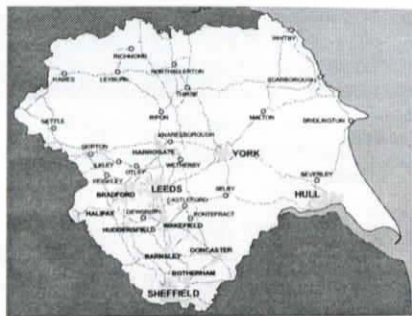 WHITBY
RICHMOND
NORTHALLERTON
SCARBOROUGH
HAWES
LEYBURN
THIRSK
RIPON
MALTON
BRIDLINGTON
SETTLE
KNARESBOROUGH
SKIPTON
HARROGATE
YORK
ILKLEY
WETHERBY
OTLEY
KEIGHLEY
BEVERLEY
LEEDS
SELBY
BRADFORD
HULL
CASTLEFORD
HALIFAX
DEWSBURY
PONTEFRACT
WAKEFIELD
HUDDERSFIELD
DONCASTER
BARNSLEY
ROTHERHAM
SHEFFIELD